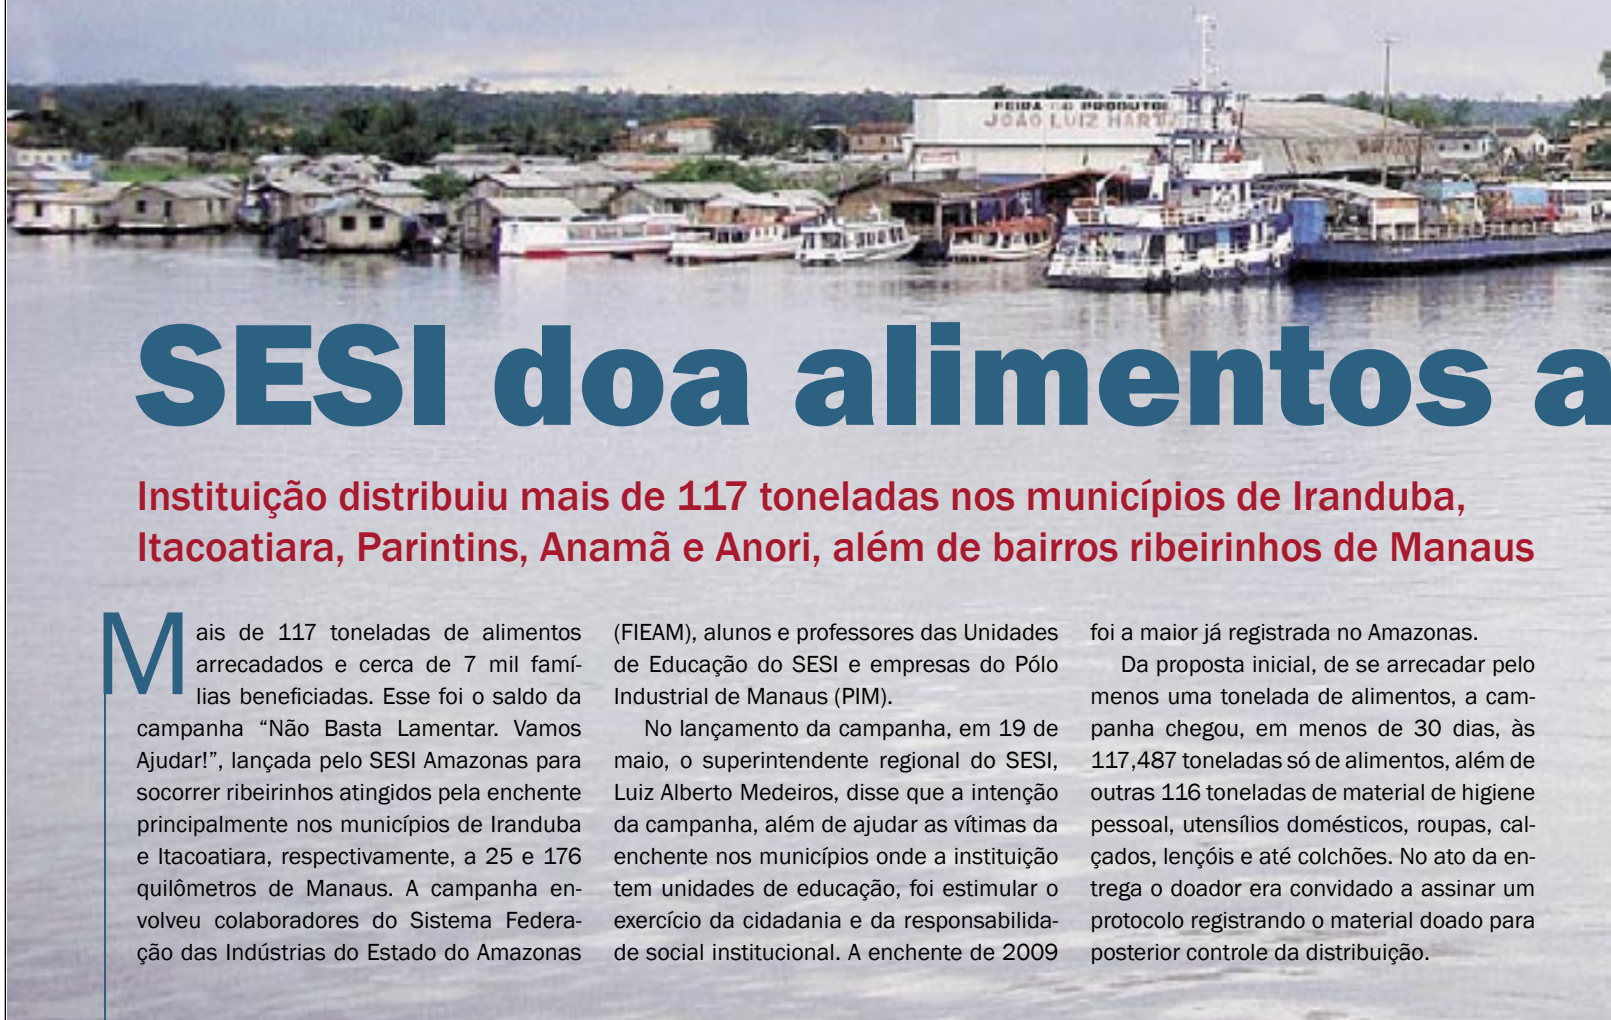 FEIRA DO PRODUTOR
JOÃO LUIZ HART
SESI doa alimentos a
Instituição distribuiu mais de 117 toneladas nos municípios de Iranduba,
Itacoatiara, Parintins, Anamã e Anori, além de bairros ribeirinhos de Manaus
Mais de 117 toneladas de alimentos
arrecadados e cerca de 7 mil famí-
lias beneficiadas. Esse foi o saldo da
campanha “Não Basta Lamentar. Vamos
Ajudar!”, lançada pelo SESI Amazonas para
socorrer ribeirinhos atingidos pela enchente
principalmente nos municípios de Iranduba
e Itacoatiara, respectivamente, a 25 e 176
quilômetros de Manaus. A campanha en-
volveu colaboradores do Sistema Federa-
ção das Indústrias do Estado do Amazonas
(FIEAM), alunos e professores das Unidades
de Educação do SESI e empresas do Pólo
Industrial de Manaus (PIM).
No lançamento da campanha, em 19 de
maio, o superintendente regional do SESI,
Luiz Alberto Medeiros, disse que a intenção
da campanha, além de ajudar as vítimas da
enchente nos municípios onde a instituição
tem unidades de educação, foi estimular o
exercício da cidadania e da responsabilida-
de social institucional. A enchente de 2009
foi a maior já registrada no Amazonas.
Da proposta inicial, de se arrecadar pelo
menos uma tonelada de alimentos, a cam-
panha chegou, em menos de 30 dias, às
117,487 toneladas só de alimentos, além de
outras 116 toneladas de material de higiene
pessoal, utensílios domésticos, roupas, cal-
çados, lençóis e até colchões. No ato da en-
trega o doador era convidado a assinar um
protocolo registrando o material doado para
posterior controle da distribuição.